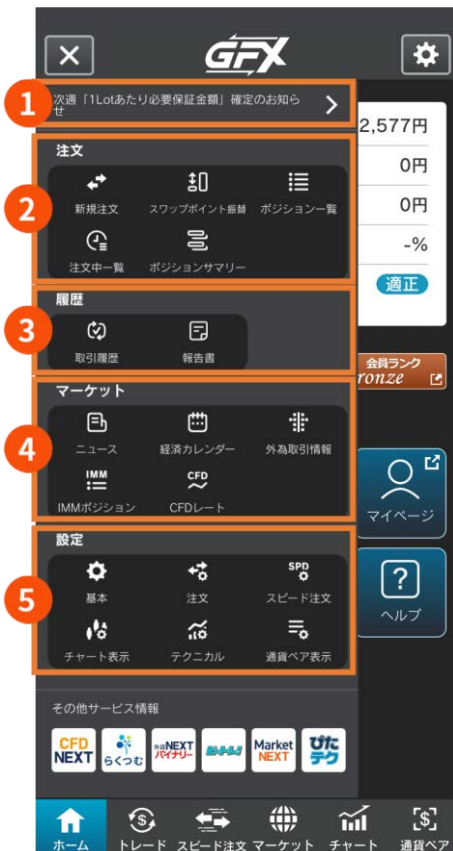 GFX
1
次週「1Lotあたり必要保証金額」確定のお知ら
せ
2,577円
0円
0円
-%
適正
2
注文
新規注文 スワップポイント振替 ポジション一覧
注文中一覧 ポジションサマリー
3
履歴
取引履歴 報告書
会員ランク
ronze
4
マーケット
ニュース 経済カレンダー 外為取引情報
IMM CFD
IMMポジション CFDレート
マイページ
5
設定
SPD
基本 注文 スピード注文
チャート表示 テクニカル 通貨ペア表示
?
ヘルプ
その他サービス情報
CFD
NEXT
らくつむ
外為NEXT
バイナリー
Market
NEXT
ぴた
テク
ホーム トレード スピード注文 マーケット チャート 通貨ペア